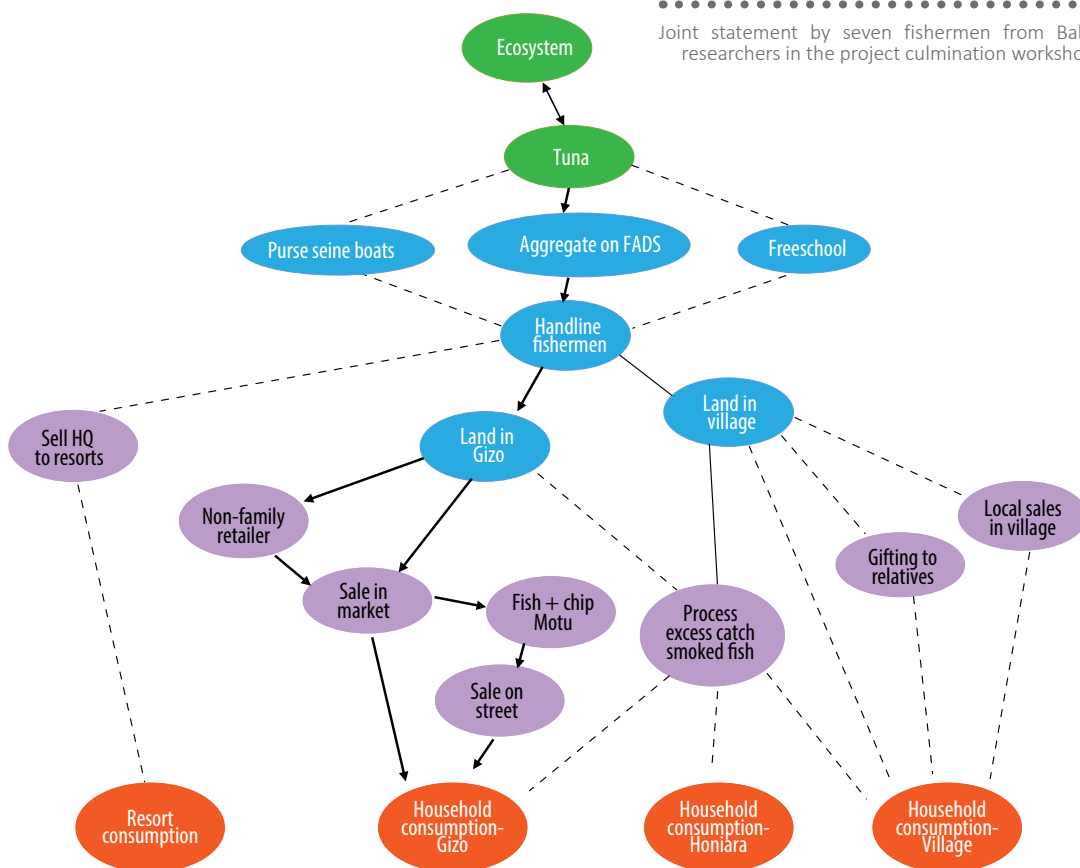 Joint statement by seven fishermen from
researchers in the project culmination
Ecosystem
Tuna
Purse seine boats
Aggregate on FADS
Freeschool
Handline
fishermen
Sell HQ
to resorts
Land in
Gizo
Land in
village
Non-family
retailer
Local sales
in village
Gifting to
relatives
Sale in
market
Fish + chip
Motu
Process
excess catch
smoked fish
Sale on
street
Resort
consumption
Household
consumption-
Gizo
Household
consumption-
Honiara
Household
consumption-
Village